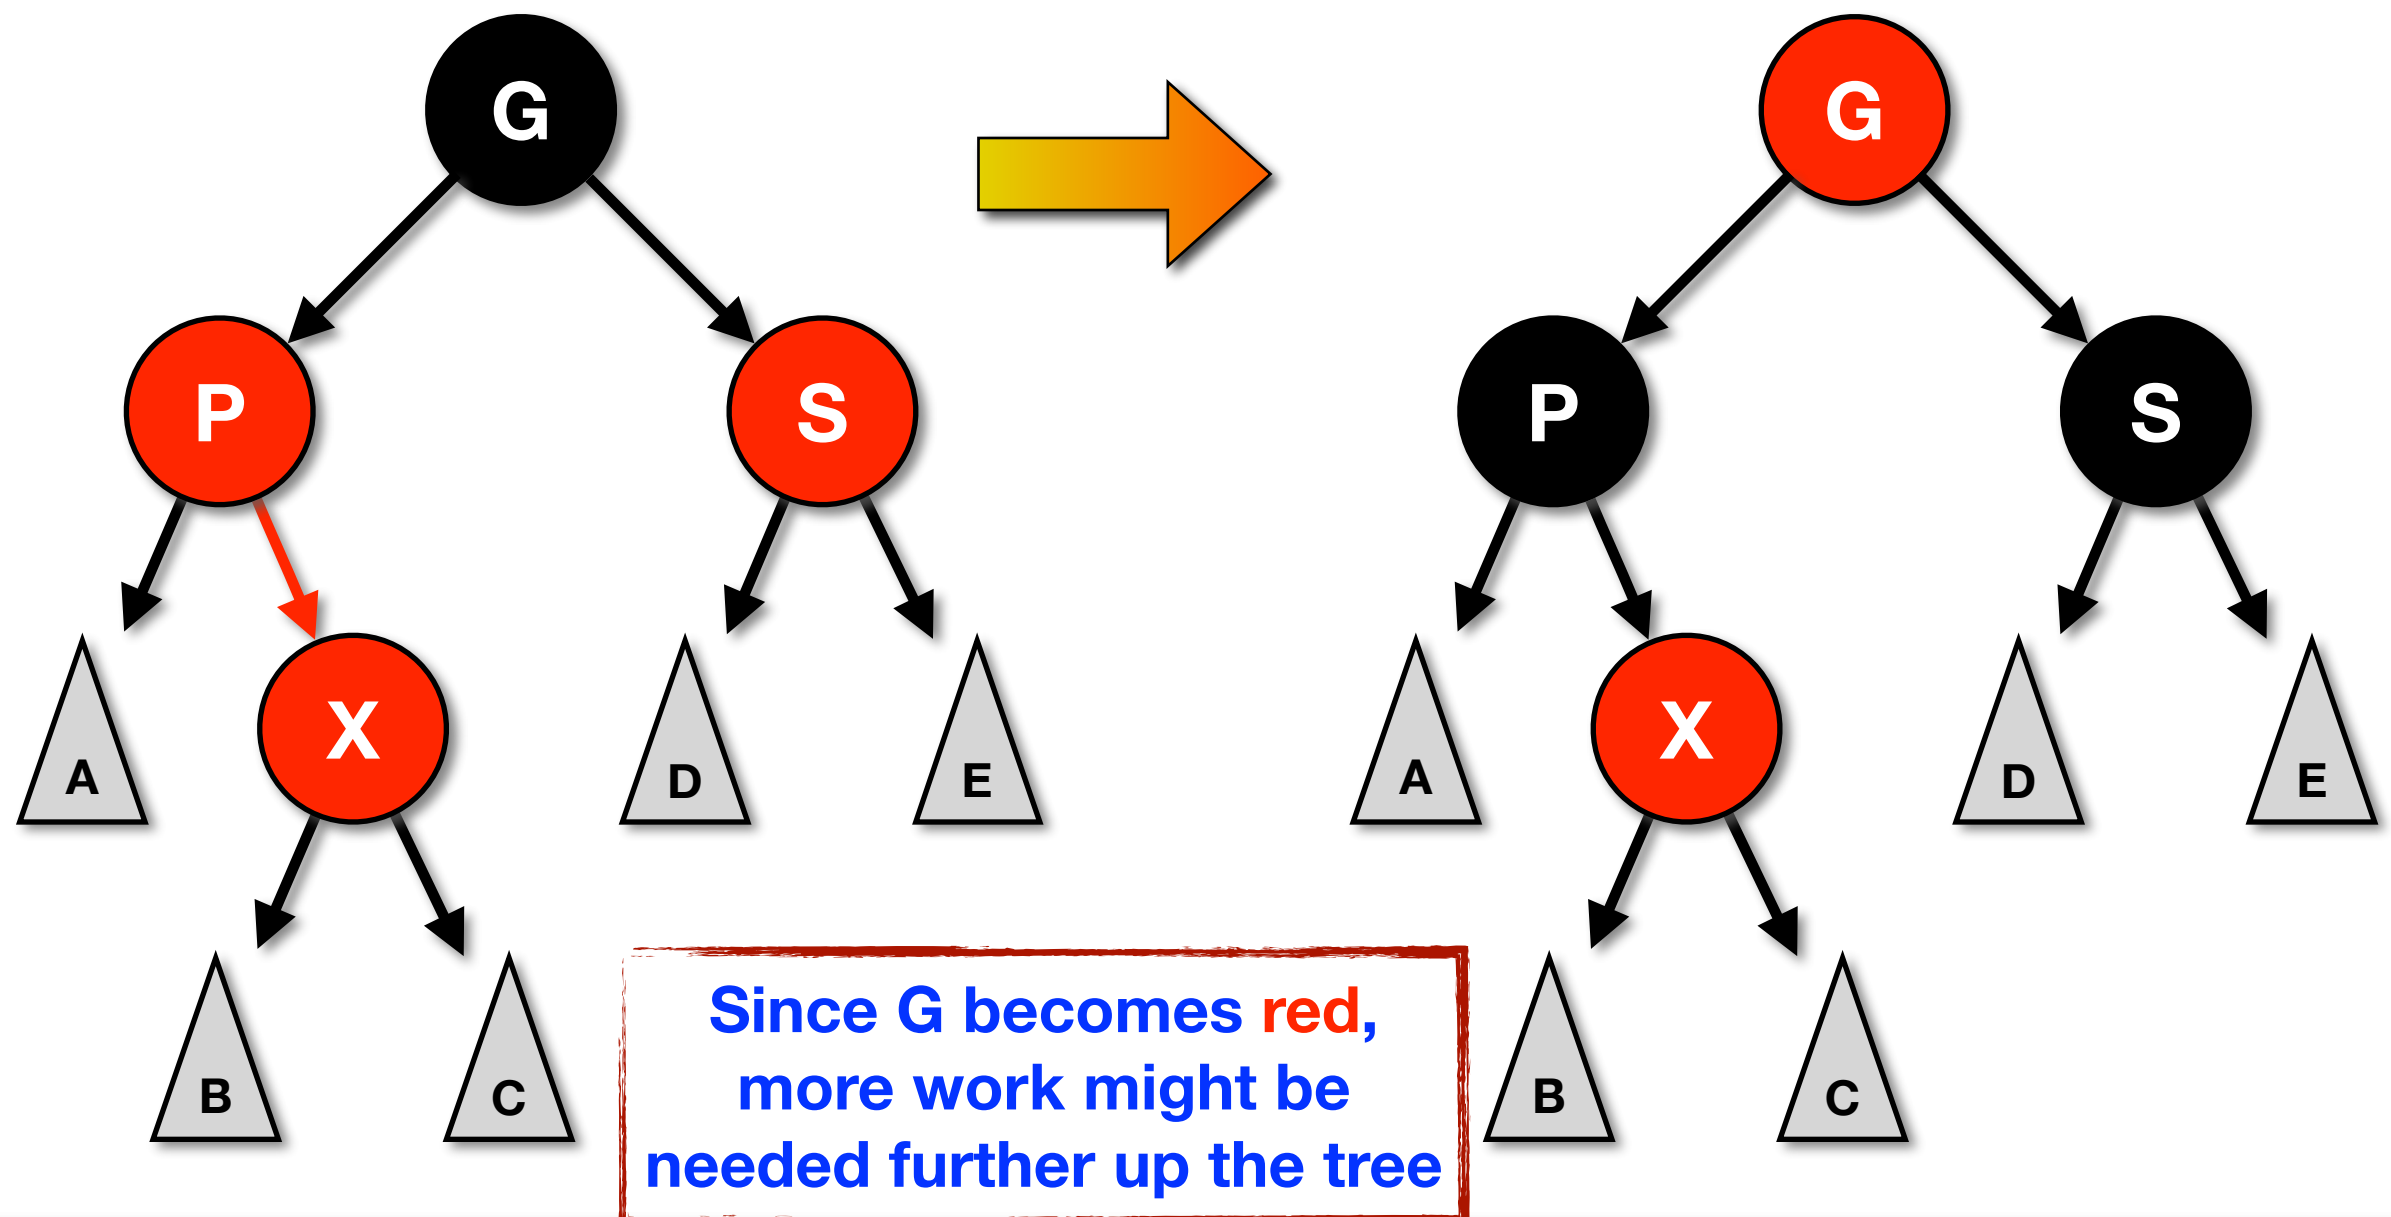 G
G
P
S
P
S
A
X
D
E
A
X
D
E
B
C
B
C
Since G becomes red,
more work might be
needed further up the tree